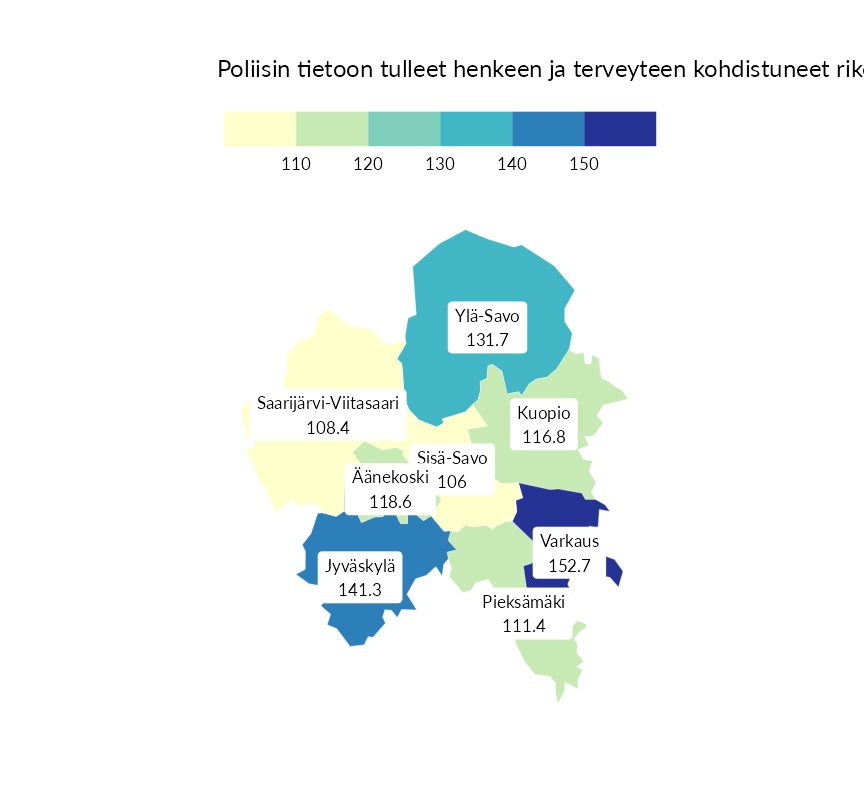 Poliisin tietoon tulleet henkeen ja terveyteen kohdistuneet
110 120 130 140 150
Ylä-Savo
131.7
Saarijärvi-Viitasaari
108.4
Kuopio
116.8
Sisä-Savo
106
Äänekoski
118.6
Varkaus
152.7
Jyväskylä
141.3
Pieksämäki
111.4